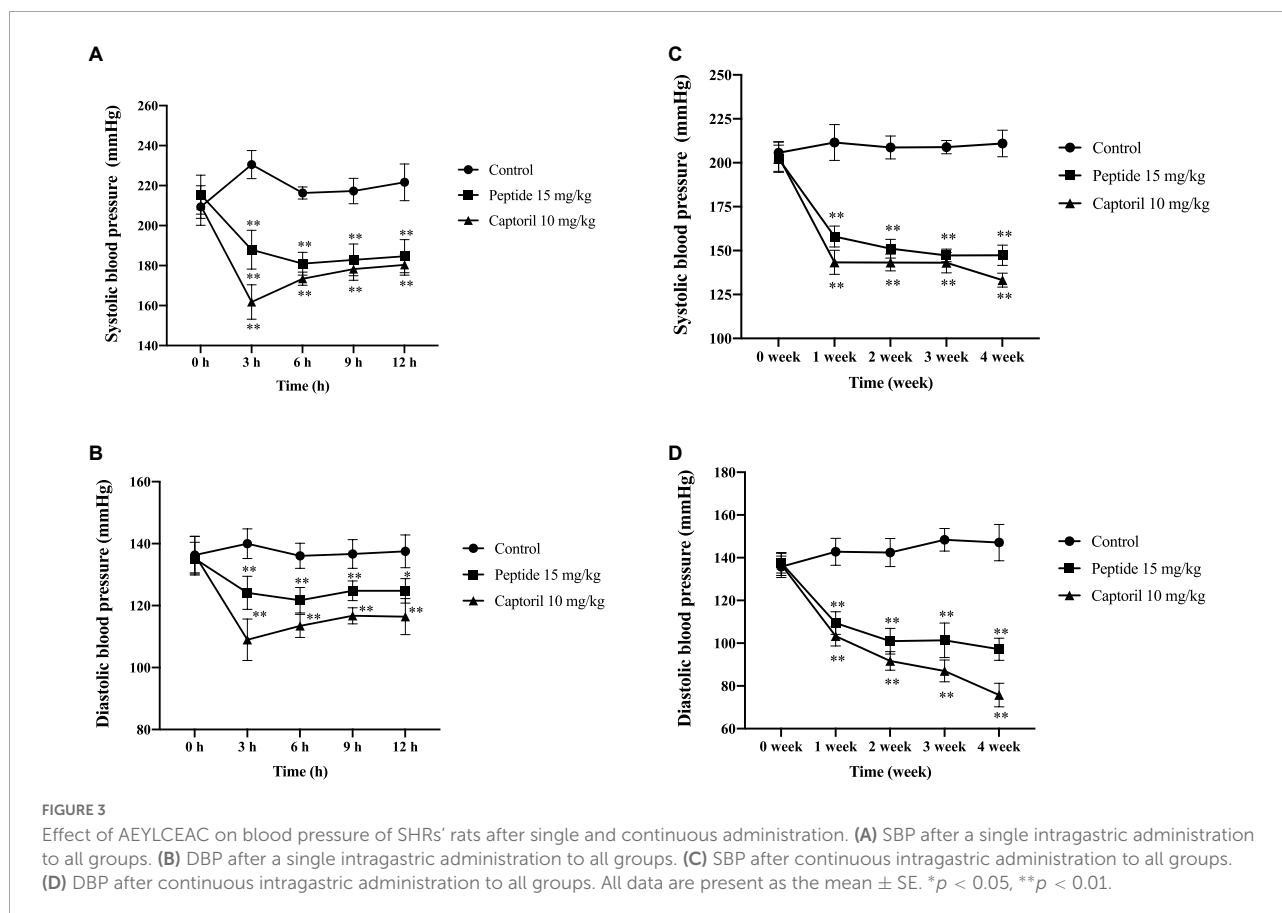 A
Systolic blood pressure (mmHg)
260
240
220
200
180
160
140
**
**
**
**
**
**
**
**
**
0 h
3 h
6 h
9 h
12 h
Time (h)
Control
Peptide 15 mg/kg
Captoril 10 mg/kg
C
Systolic blood pressure (mmHg)
250
225
200
175
150
125
100
**
**
**
**
**
**
**
**
0 week
1 week
2 week
3 week
4 week
Time (week)
Control
Peptide 15 mg/kg
Captoril 10 mg/kg
B
Diastolic blood pressure (mmHg)
160
140
120
100
80
**
**
**
*
**
**
**
**
0 h
3 h
6 h
9 h
12 h
Time (h)
Control
Peptide 15 mg/kg
Captoril 10 mg/kg
D
Diastolic blood pressure (mmHg)
180
160
140
120
100
80
60
**
**
**
**
**
**
**
**
0 week
1 week
2 week
3 week
4 week
Time (week)
Control
Peptide 15 mg/kg
Captoril 10 mg/kg
FIGURE 3
Effect of AEYLCEAC on blood pressure of SHRs' rats after single and continuous administration. (A) SBP after a single intragastric administration
to all groups. (B) DBP after a single intragastric administration to all groups. (C) SBP after continuous intragastric administration to all groups.
(D) DBP after continuous intragastric administration to all groups. All data are present as the mean ± SE. *p < 0.05, **p < 0.01.